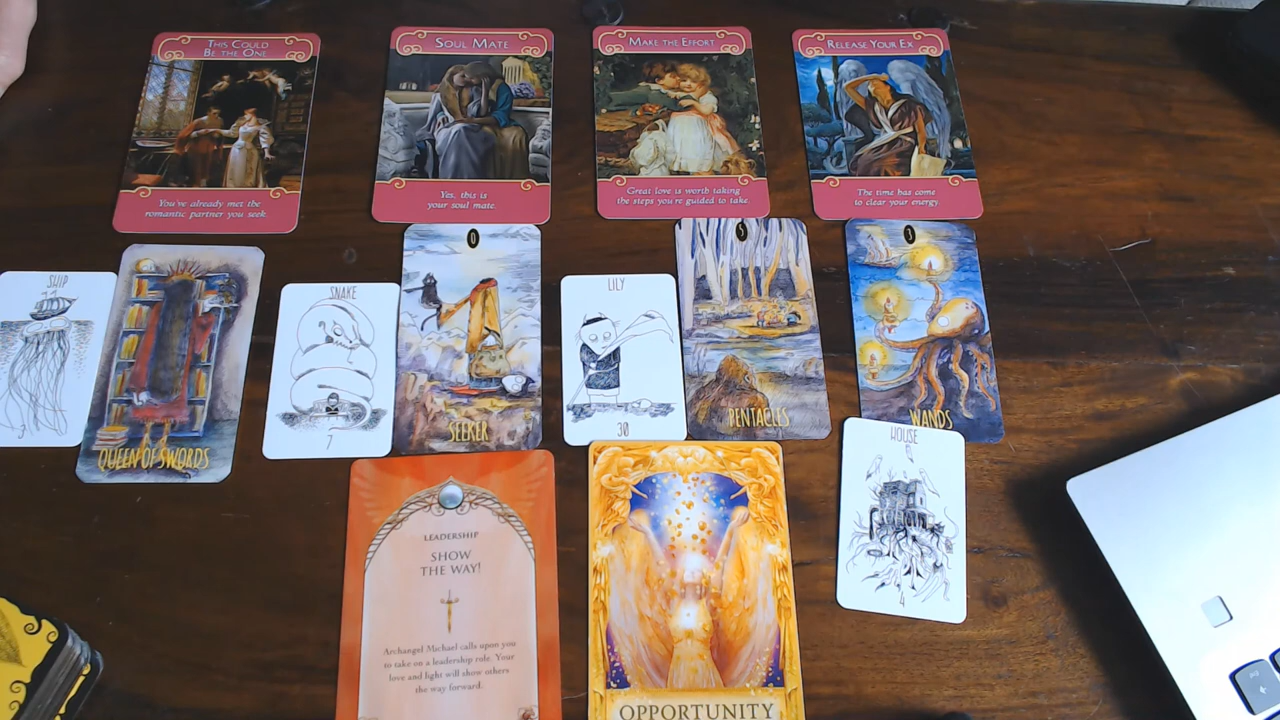 THIS COULD
BE THE ONE
You've already met the
romantic partner you seek.
SOUL MATE
Yes, this is
your soul mate.
MAKE THE EFFORT
Great love is worth taking
the steps you're guided to take.
RELEASE YOUR EX
The time has come
to clear your energy.
SHIP
QUEEN OF SWORDS
SNAKE
7
0
SEEKER
LILY
30
5
PENTACLES
3
WANDS
HOUSE
4
LEADERSHIP
SHOW
THE WAY!
Archangel Michael calls upon you
to take on a leadership role. Your
love and light will show others
the way forward.
OPPORTUNITY